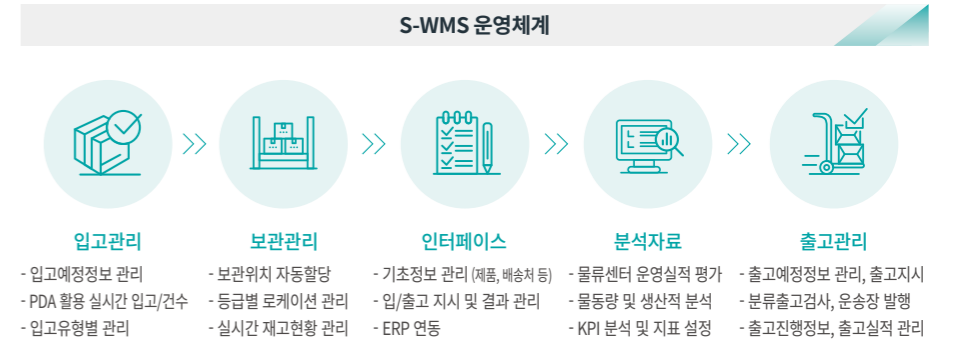 S-WMS 운영체계
입고관리
- 입고예정정보 관리
- PDA 활용 실시간 입고/건수
- 입고유형별 관리
보관관리
- 보관위치 자동할당
- 등급별 로케이션 관리
- 실시간 재고현황 관리
인터페이스
- 기초정보 관리 (제품, 배송처 등)
- 입/출고 지시 및 결과 관리
- ERP 연동
분석자료
- 물류센터 운영실적 평가
- 물동량 및 생산적 분석
- KPI 분석 및 지표 설정
출고관리
- 출고예정정보 관리, 출고지시
- 분류출고검사, 운송장 발행
- 출고진행정보, 출고실적 관리